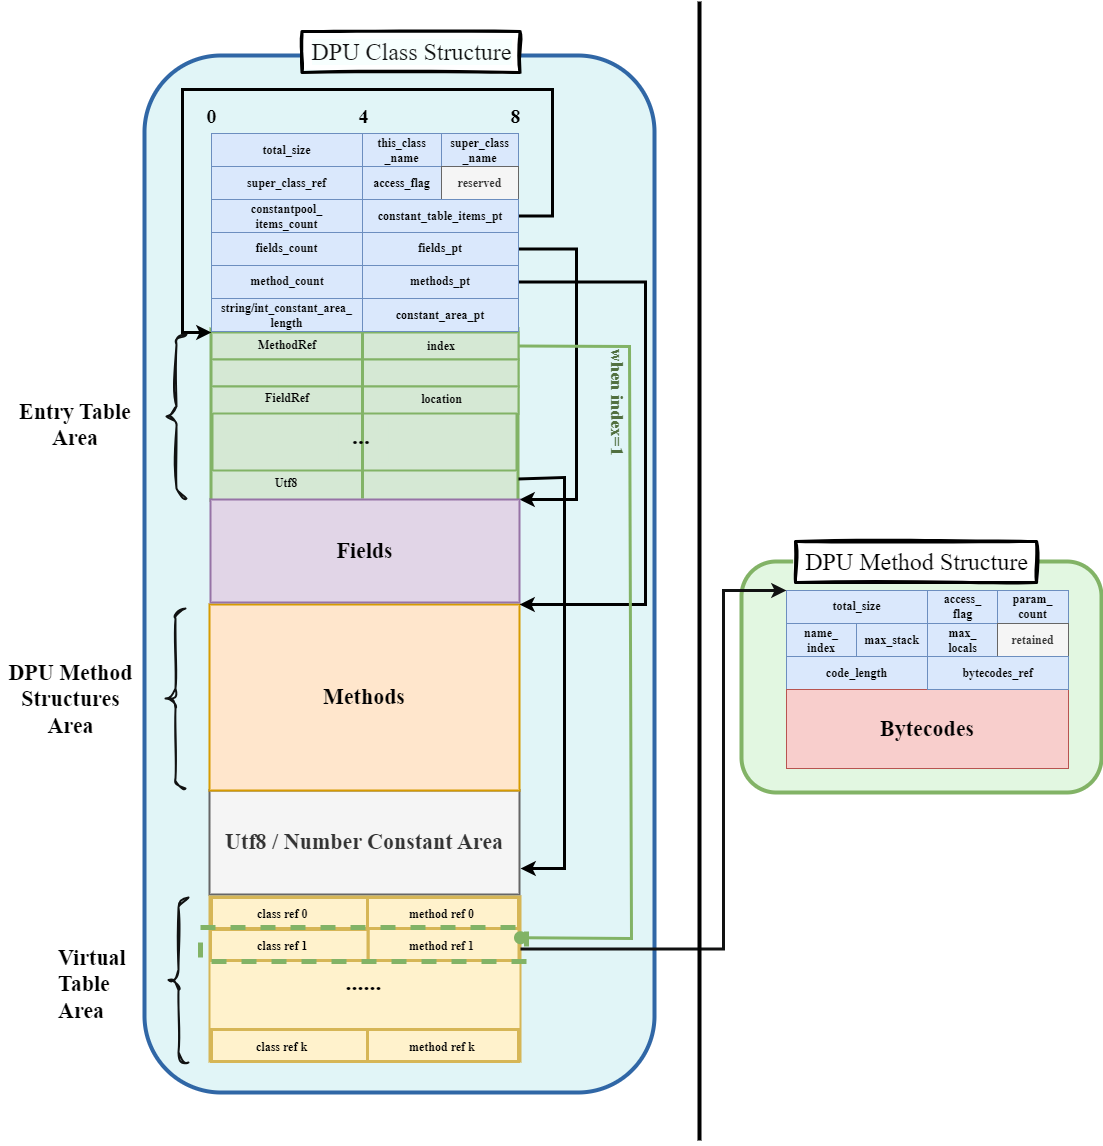 DPU Class Structure
0 4 8
total_size
this_class
_name
super_class
_name
super_class_ref
access_flag
reserved
constantpool_
items_count
constant_table_items_pt
fields_count
fields_pt
method_count
methods_pt
string/int_constant_area_
length
constant_area_pt
MethodRef
index
when index=1
FieldRef
location
...
Utf8
Entry Table
Area
Fields
DPU Method
Structures
Area
Methods
Utf8 / Number Constant Area
class ref 0
method ref 0
class ref 1
method ref 1
......
class ref k
method ref k
Virtual
Table
Area
DPU Method Structure
total_size
access_
flag
param_
count
name_
index
max_stack
max_
locals
retained
code_length
bytecodes_ref
Bytecodes